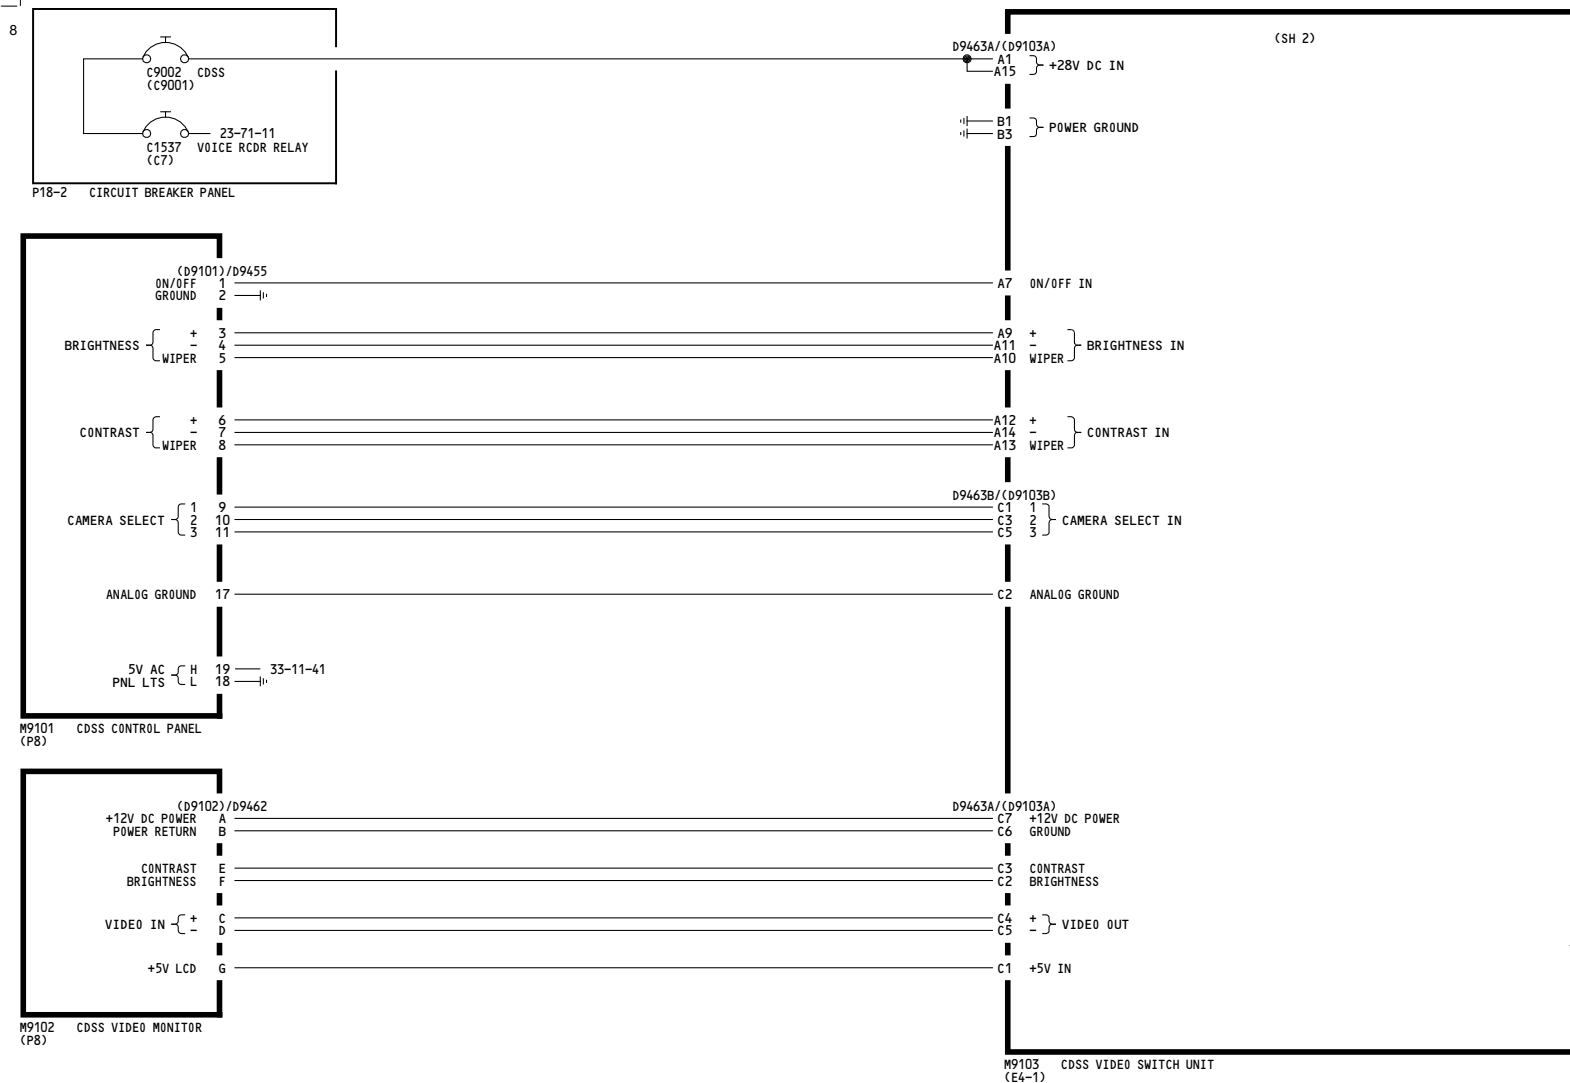 8
(SH 2)
D9463A/(D9103A)
A1
A15
+28V DC IN
C9002 CDSS
(C9001)
B1
B3
POWER GROUND
23-71-11
C1537 VOICE RCDR RELAY
(C7)
P18-2 CIRCUIT BREAKER PANEL
(D9101)/D9455
ON/OFF 1
GROUND 2
A7 ON/OFF IN
BRIGHTNESS
+ 3
- 4
WIPER 5
A9 +
A11 -
A10 WIPER
BRIGHTNESS IN
CONTRAST
+ 6
- 7
WIPER 8
A12 +
A14 -
A13 WIPER
CONTRAST IN
D9463B/(D9103B)
CAMERA SELECT
1 9
2 10
3 11
C1 1
C3 2
C5 3
CAMERA SELECT IN
ANALOG GROUND 17
C2 ANALOG GROUND
5V AC H 19 33-11-41
PNL LTS L 18
M9101 CDSS CONTROL PANEL
(P8)
(D9102)/D9462
D9463A/(D9103A)
+12V DC POWER A
C7 +12V DC POWER
POWER RETURN B
C6 GROUND
CONTRAST E
C3 CONTRAST
BRIGHTNESS F
C2 BRIGHTNESS
VIDEO IN
+ C
- D
C4 +
C5 -
VIDEO OUT
+5V LCD G
C1 +5V IN
M9102 CDSS VIDEO MONITOR
(P8)
M9103 CDSS VIDEO SWITCH UNIT
(E4-1)